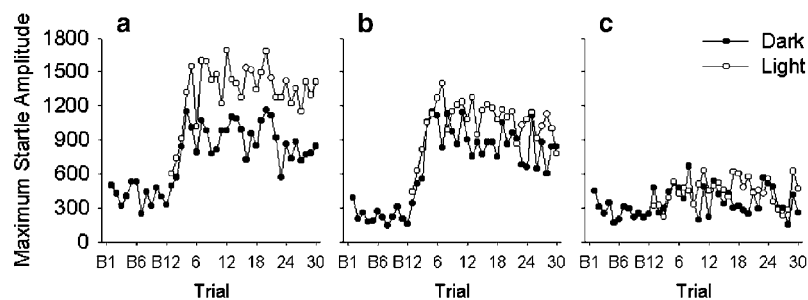 a
b
c
Dark
Light
Maximum Startle Amplitude
1800
1500
1200
900
600
300
0
B1 B6 B12 6 12 18 24 30
B1 B6 B12 6 12 18 24 30
B1 B6 B12 6 12 18 24 30
Trial
Trial
Trial